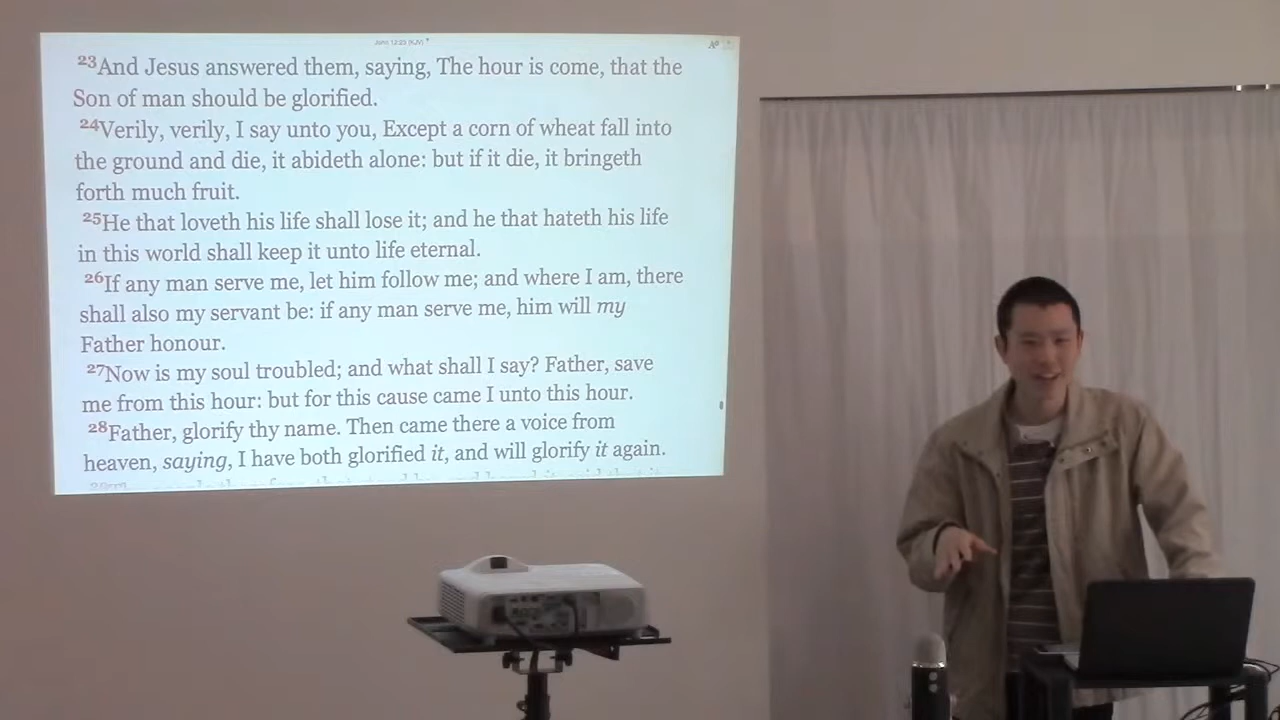 John 12:23 (KJV)
23And Jesus answered them, saying, The hour is come, that the
Son of man should be glorified.
24Verily, verily, I say unto you, Except a corn of wheat fall into
the ground and die, it abideth alone: but if it die, it bringeth
forth much fruit.
25He that loveth his life shall lose it; and he that hateth his life
in this world shall keep it unto life eternal.
26If any man serve me, let him follow me; and where I am, there
shall also my servant be: if any man serve me, him will my
Father honour.
27Now is my soul troubled; and what shall I say? Father, save
me from this hour: but for this cause came I unto this hour.
28Father, glorify thy name. Then came there a voice from
heaven, saying, I have both glorified it, and will glorify it again.